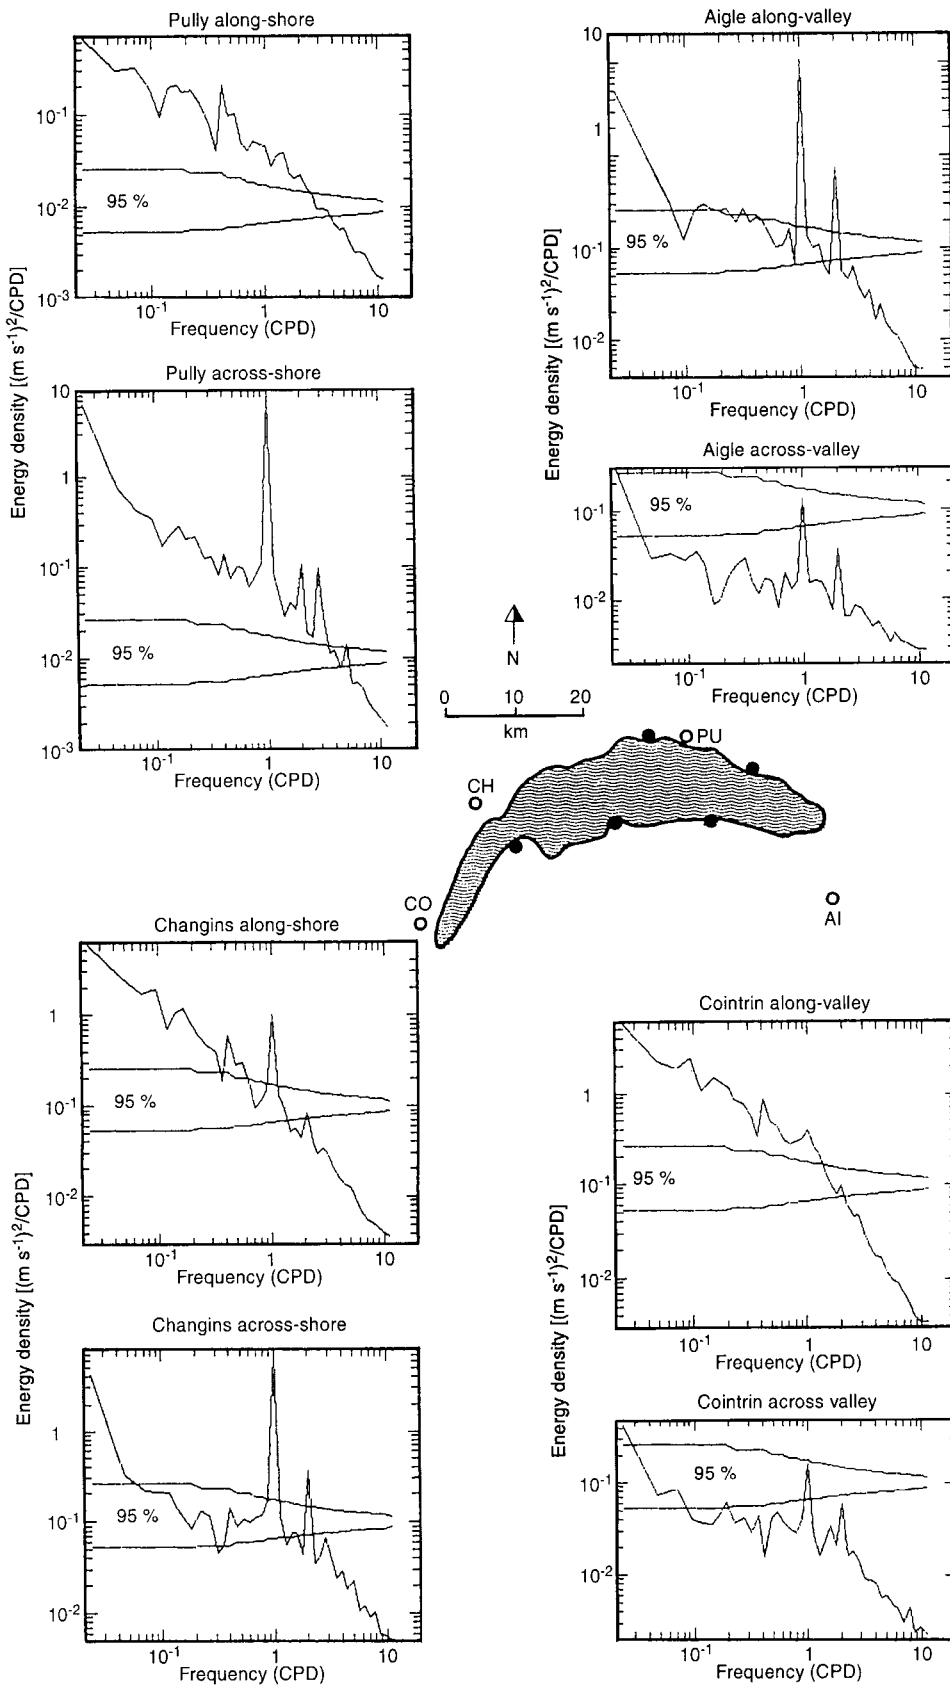 Pully along-shore
10⁻¹
10⁻²
10⁻³
95 %
10⁻¹
1
10
Frequency (CPD)
Pully across-shore
10
1
10⁻¹
10⁻²
10⁻³
95 %
10⁻¹
1
10
Frequency (CPD)
Energy density [(m s⁻¹)²/CPD]
Aigle along-valley
10
1
10⁻¹
10⁻²
95 %
10⁻¹
1
10
Frequency (CPD)
Aigle across-valley
10⁻¹
10⁻²
95 %
10⁻¹
1
10
Frequency (CPD)
Energy density [(m s⁻¹)²/CPD]
N
0 10 20
km
PU
CH
CO
AI
Changins along-shore
1
10⁻¹
10⁻²
95 %
10⁻¹
1
10
Frequency (CPD)
Changins across-shore
1
10⁻¹
10⁻²
95 %
10⁻¹
1
10
Frequency (CPD)
Energy density [(m s⁻¹)²/CPD]
Cointrin along-valley
1
10⁻¹
10⁻²
95 %
10⁻¹
1
10
Frequency (CPD)
Cointrin across valley
10⁻¹
10⁻²
95 %
10⁻¹
1
10
Frequency (CPD)
Energy density [(m s⁻¹)²/CPD]